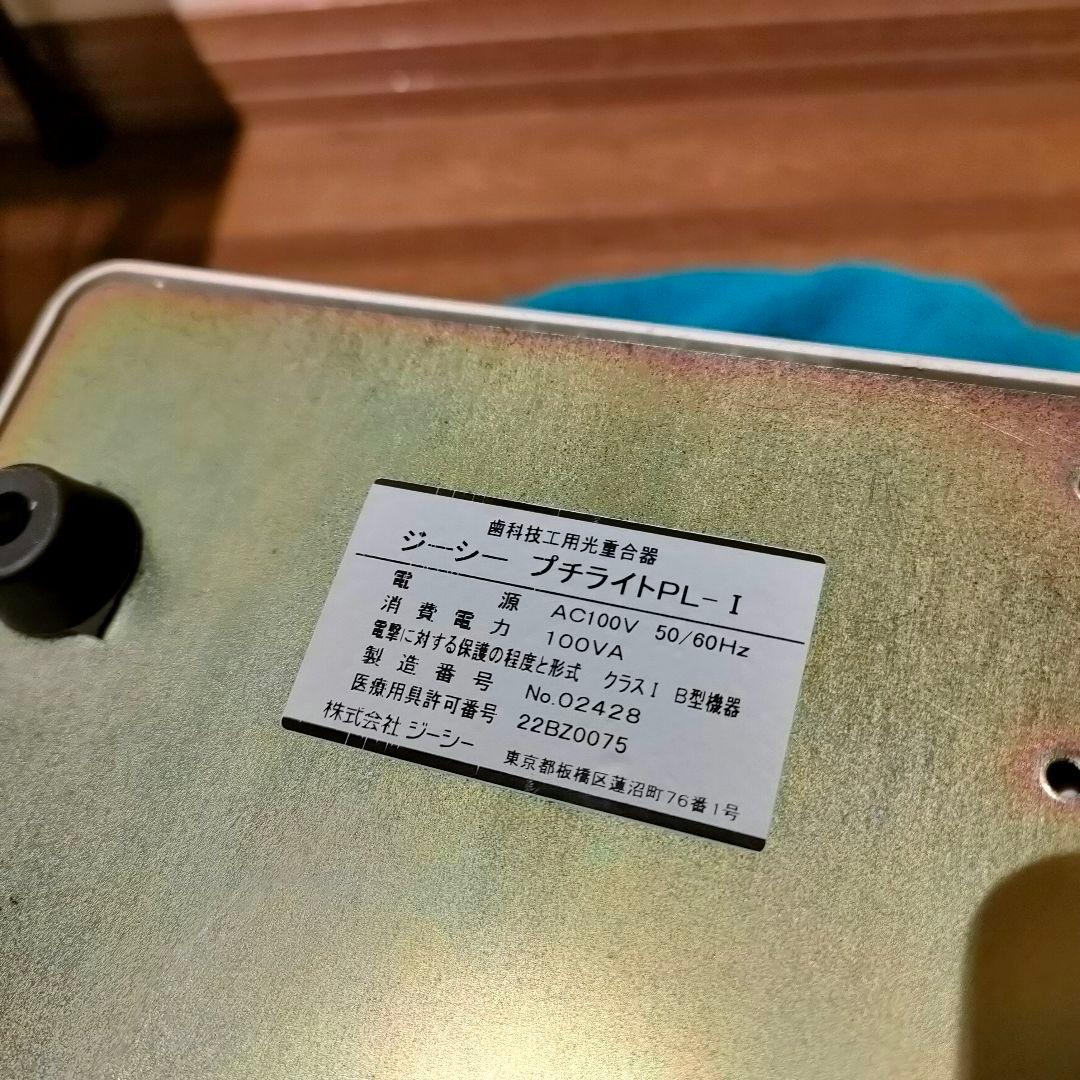 歯科技工用光重合器
ジーシー プチライトPL-I
電源 AC100V 50/60Hz
消費電力 100VA
電撃に対する保護の程度と形式 クラスI B型機器
製造番号 No.02428
医療用具許可番号 22BZ0075
株式会社 ジーシー 東京都板橋区蓮沼町76番1号